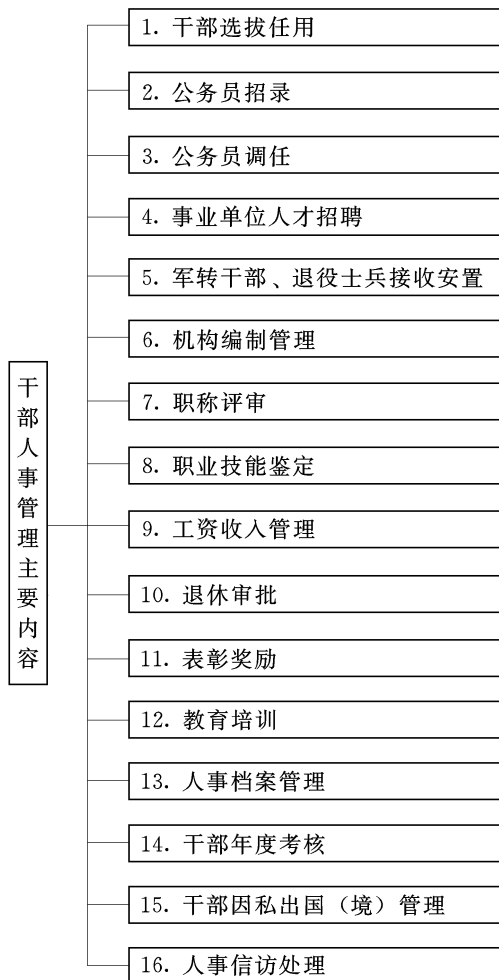 干部人事管理主要内容
1. 干部选拔任用
2. 公务员招录
3. 公务员调任
4. 事业单位人才招聘
5. 军转干部、退役士兵接收安置
6. 机构编制管理
7. 职称评审
8. 职业技能鉴定
9. 工资收入管理
10. 退休审批
11. 表彰奖励
12. 教育培训
13. 人事档案管理
14. 干部年度考核
15. 干部因私出国（境）管理
16. 人事信访处理